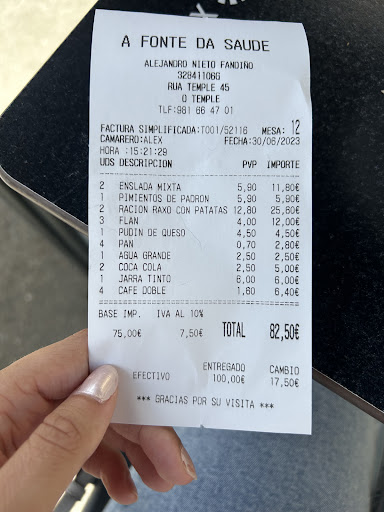 A FONTE DA SAUDE
ALEJANDRO NIETO FANDIÑO
32841106G
RUA TEMPLE 45
O TEMPLE
TLF:981 66 47 01
FACTURA SIMPLIFICADA:T001/52116 MESA: 12
CAMARERO:ALEX FECHA:30/06/2023
HORA :15:21:29
UDS DESCRIPCION PVP IMPORTE
2 ENSLADA MIXTA 5,90 11,80€
1 PIMIENTOS DE PADRON 5,90 5,90€
2 RACION RAXO CON PATATAS 12,80 25,60€
3 FLAN 4,00 12,00€
1 PUDIN DE QUESO 4,50 4,50€
4 PAN 0,70 2,80€
1 AGUA GRANDE 2,50 2,50€
2 COCA COLA 2,50 5,00€
1 JARRA TINTO 6,00 6,00€
4 CAFE DOBLE 1,60 6,40€
BASE IMP. IVA AL 10%
75,00€ 7,50€ TOTAL 82,50€
ENTREGADO CAMBIO
EFECTIVO 100,00€ 17,50€
*** GRACIAS POR SU VISITA ***